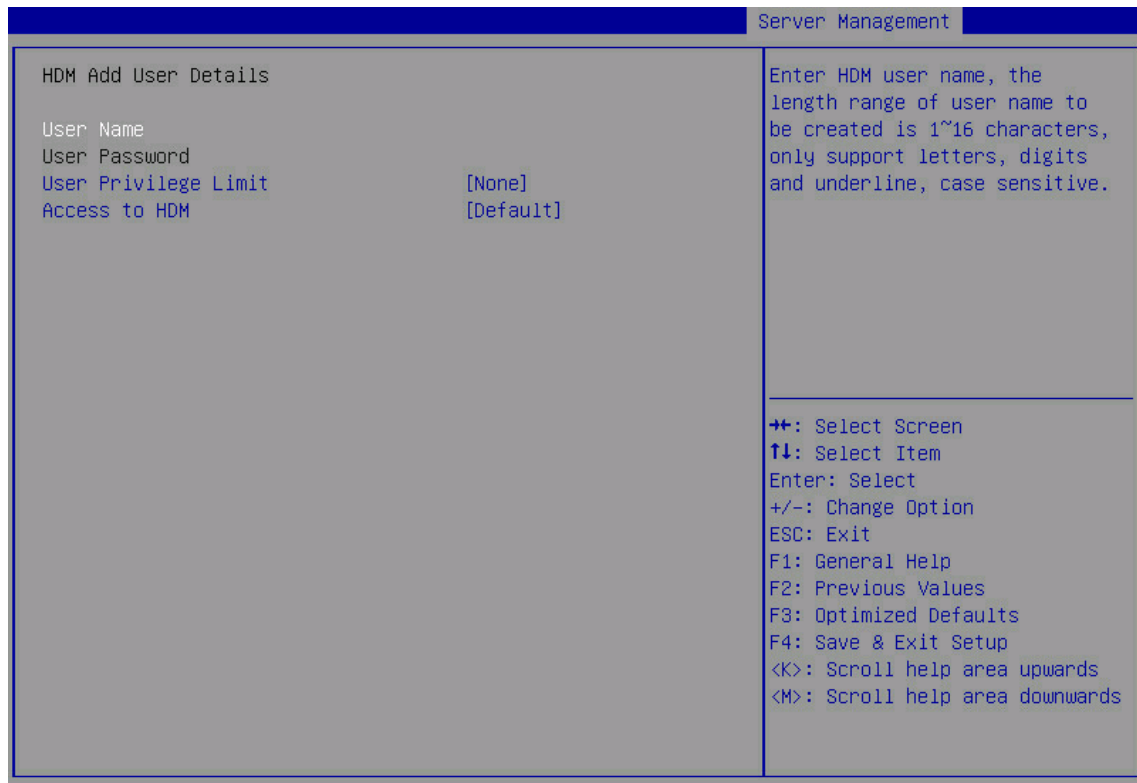 Server Management
HDM Add User Details
User Name
User Password
User Privilege Limit [None]
Access to HDM [Default]
Enter HDM user name, the
length range of user name to
be created is 1~16 characters,
only support letters, digits
and underline, case sensitive.
→←: Select Screen
↑↓: Select Item
Enter: Select
+/-: Change Option
ESC: Exit
F1: General Help
F2: Previous Values
F3: Optimized Defaults
F4: Save & Exit Setup
<K>: Scroll help area upwards
<M>: Scroll help area downwards